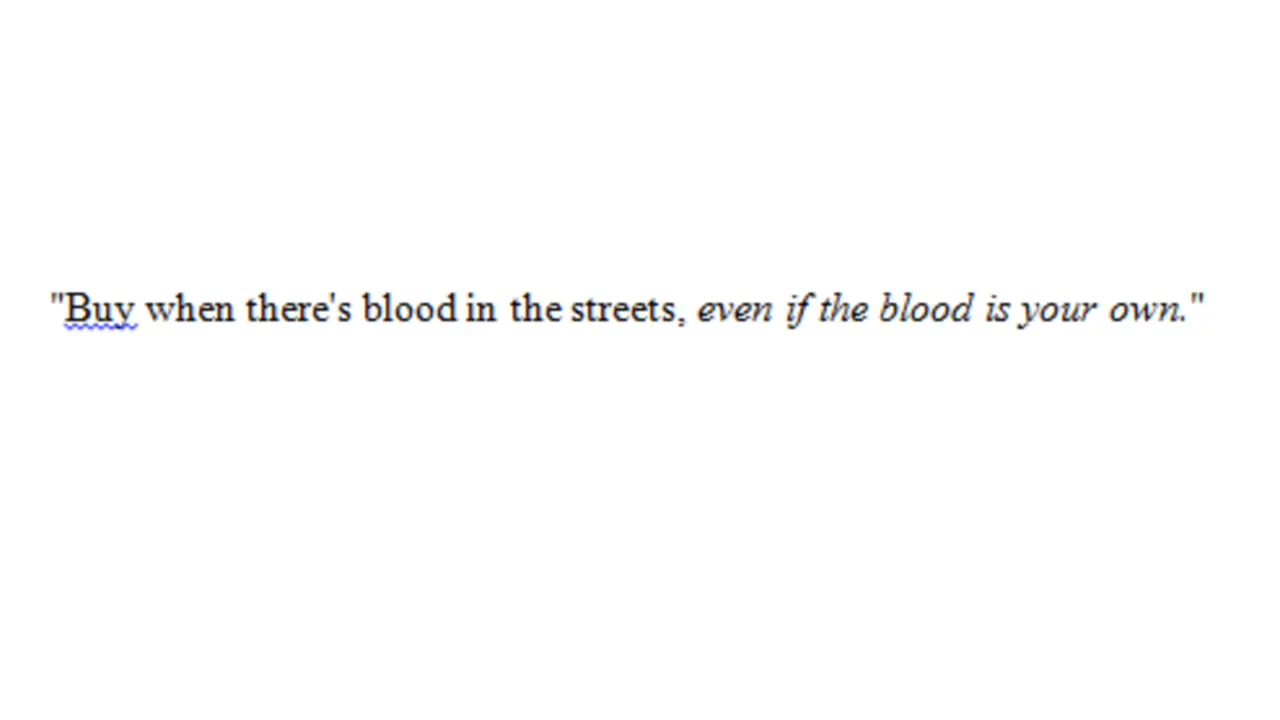 "Buy when there's blood in the streets, even if the blood is your own."